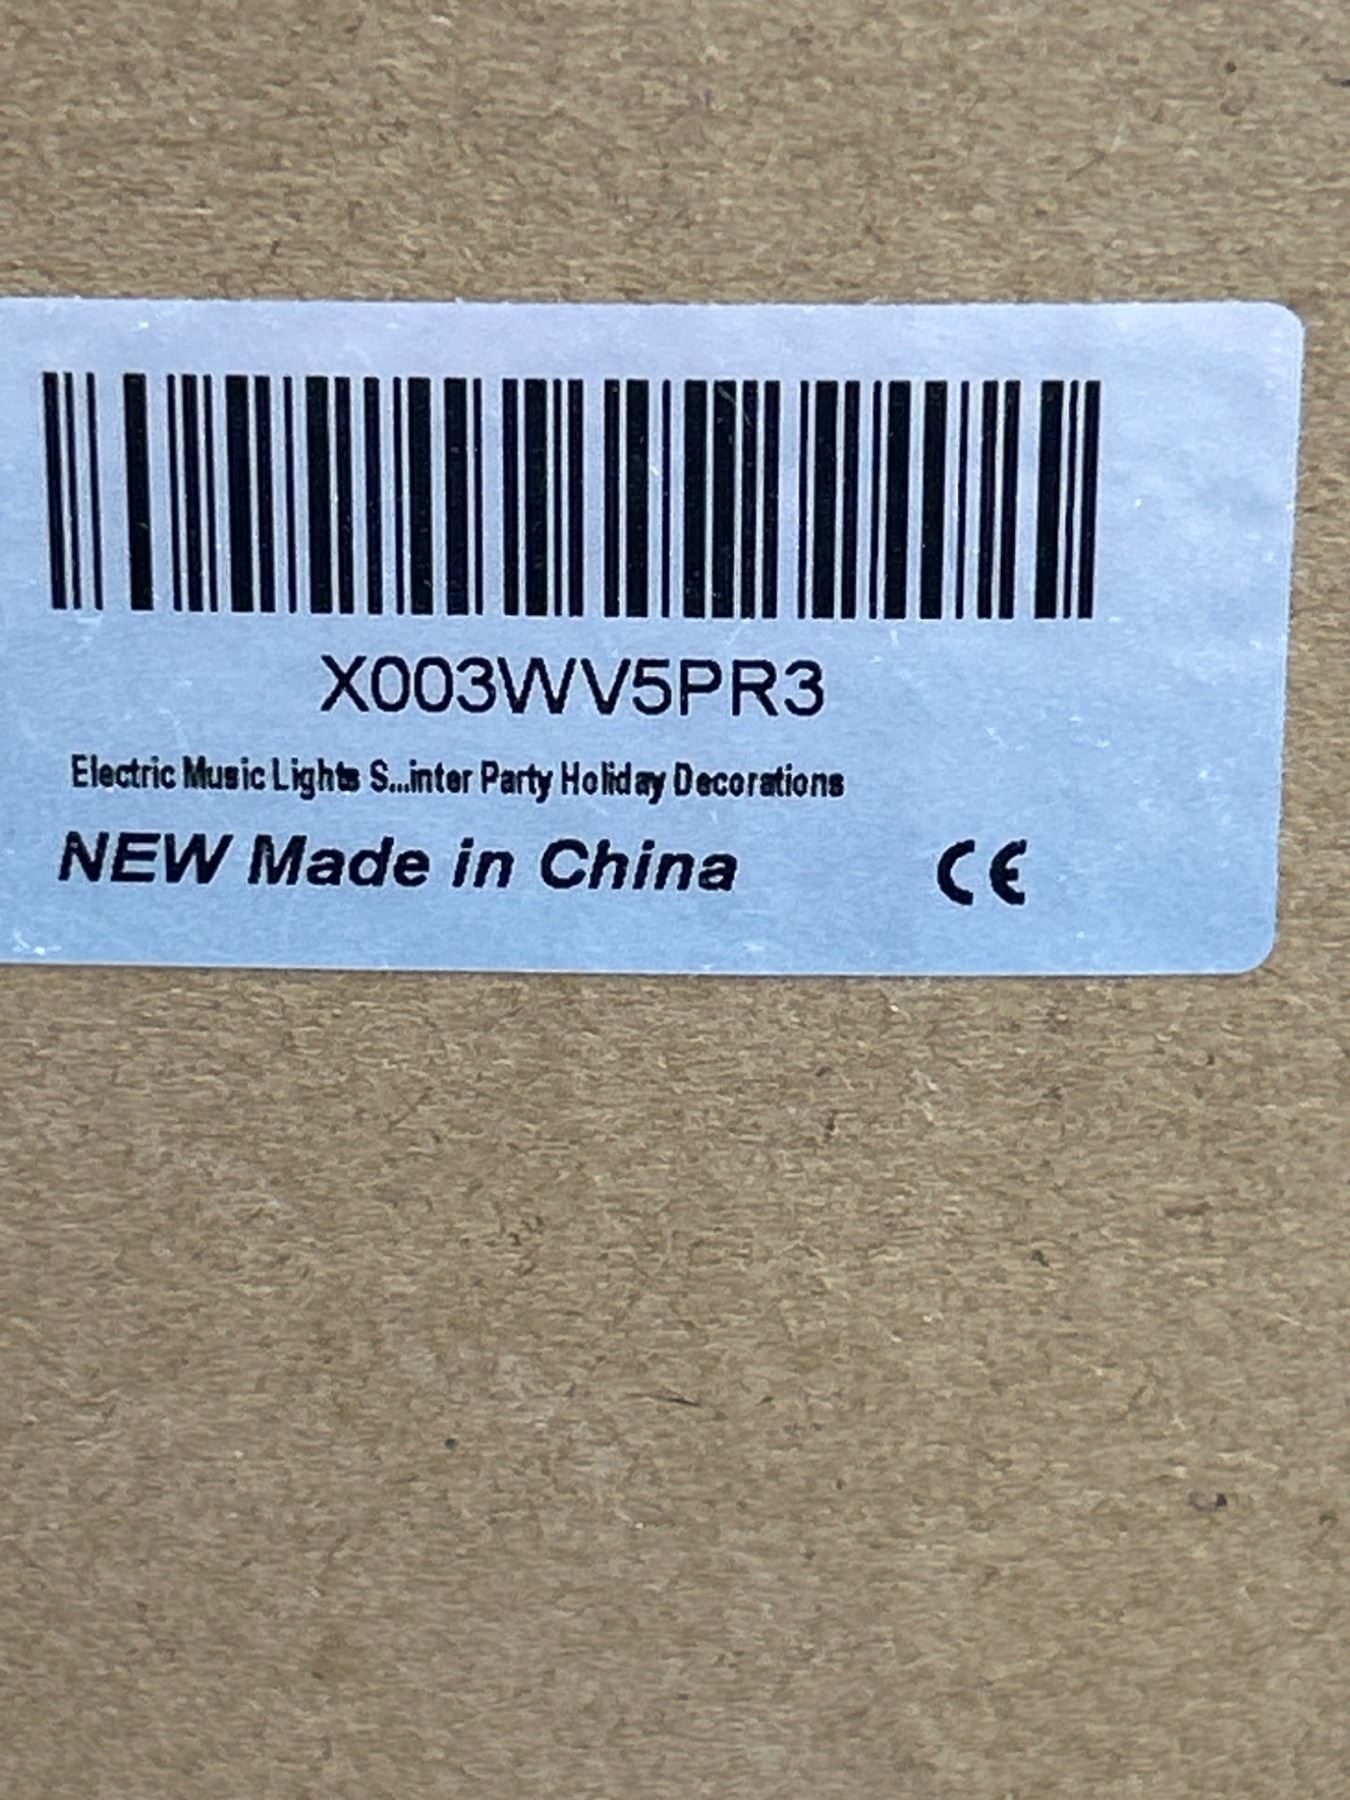 X003WV5PR3
Electric Music Lights S...inter Party Holiday Decorations
NEW Made in China CE